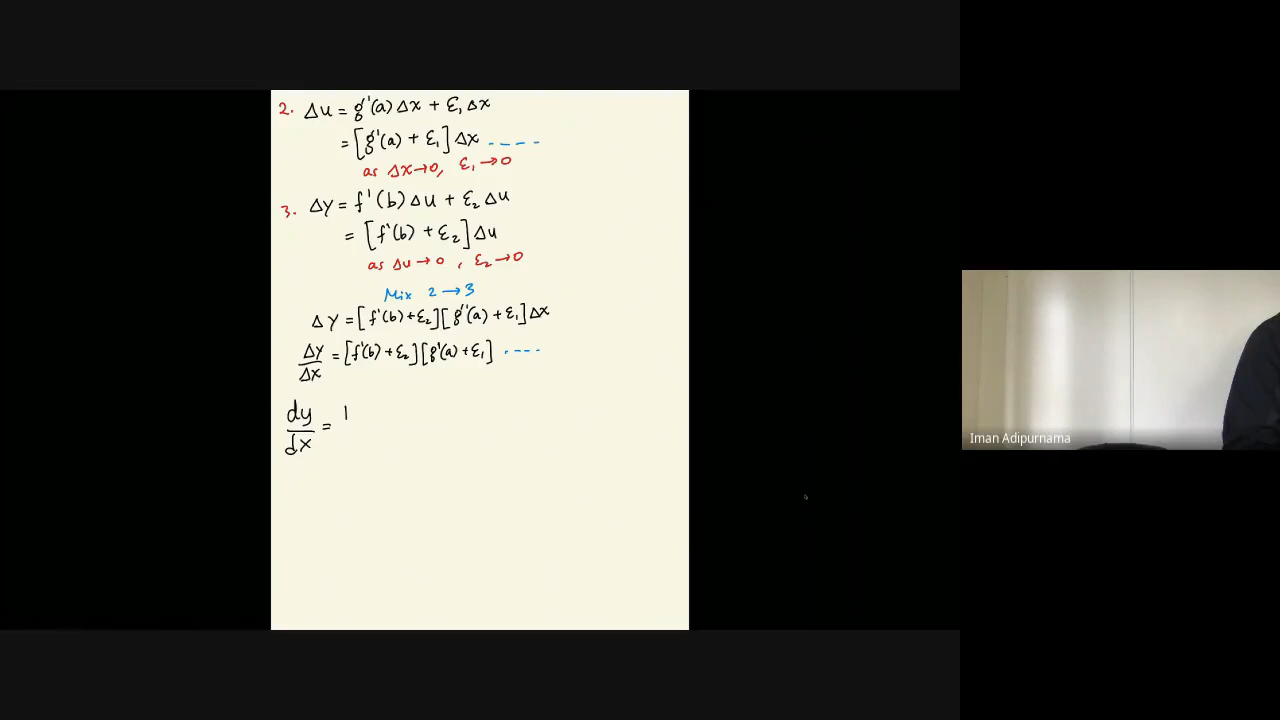 2. Δu = g'(a) Δx + ε₁ Δx
= [g'(a) + ε₁] Δx -----
as Δx→0, ε₁→0
3. Δy = f'(b) Δu + ε₂ Δu
= [f'(b) + ε₂] Δu
as Δu→0, ε₂→0
Mix 2→3
Δy = [f'(b) + ε₂][g'(a) + ε₁] Δx
Δy/Δx = [f'(b) + ε₂][g'(a) + ε₁] ----
dy/dx =
Iman Adipurnama